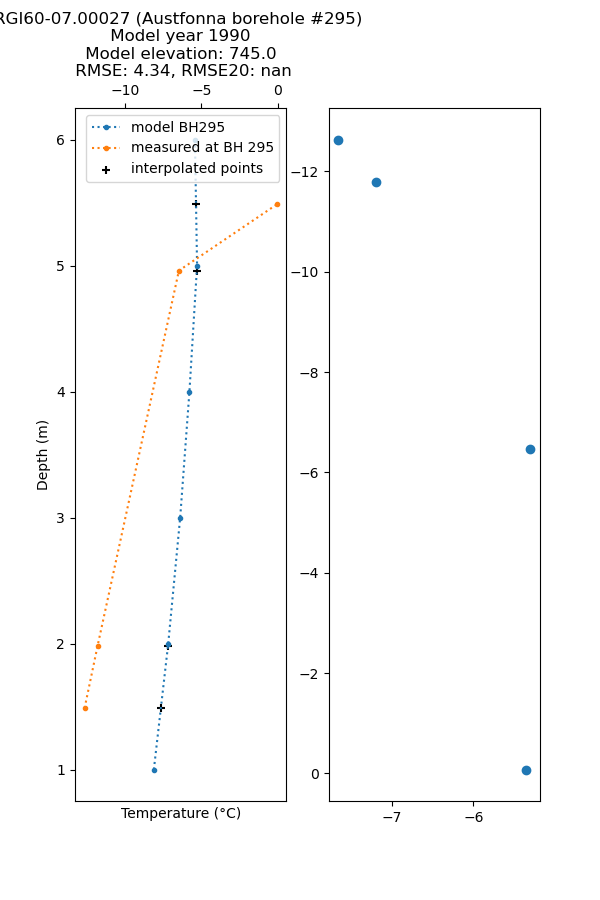 RGI60-07.00027 (Austfonna borehole #295)
Model year 1990
Model elevation: 745.0
RMSE: 4.34, RMSE20: nan
−10 −5 0
model BH295
measured at BH 295
interpolated points
6
5
4
3
2
1
Depth (m)
Temperature (°C)
−12
−10
−8
−6
−4
−2
0
−7 −6